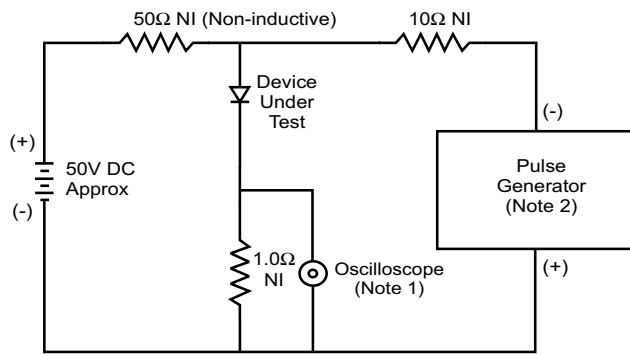 50Ω NI (Non-inductive)
10Ω NI
Device
Under
Test
(+)
50V DC
Approx
(-)
(-)
Pulse
Generator
(Note 2)
(+)
1.0Ω
NI
Oscilloscope
(Note 1)